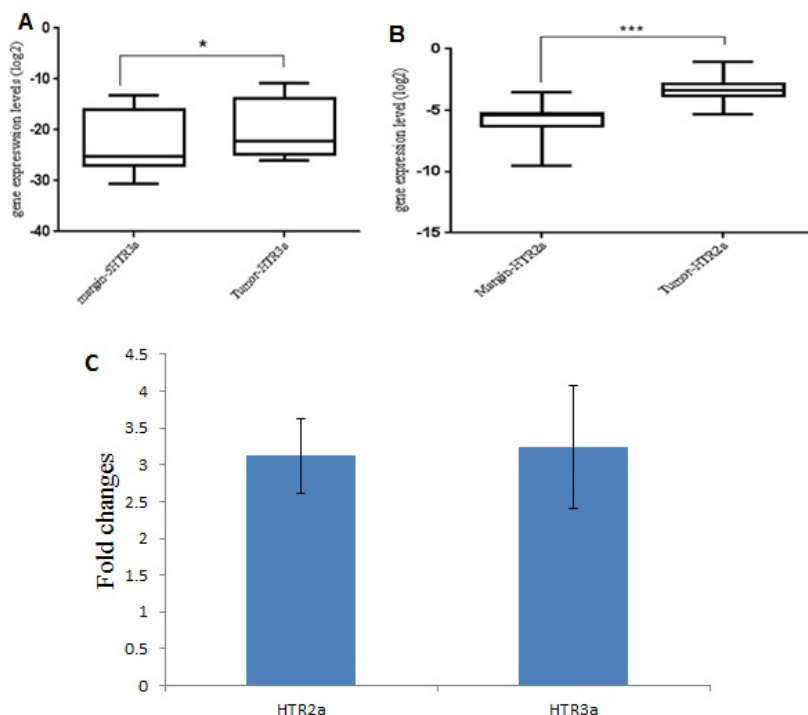 A
*
gene expreswaion levels (log2)
0
-10
-20
-30
-40
margin-5HTR3a
Tumor-HTR3a
B
***
gene expression level (log2)
0
-5
-10
-15
Margin-HTR2a
Tumor-HTR2a
C
Fold changes
4.5
4
3.5
3
2.5
2
1.5
1
0.5
0
HTR2a
HTR3a